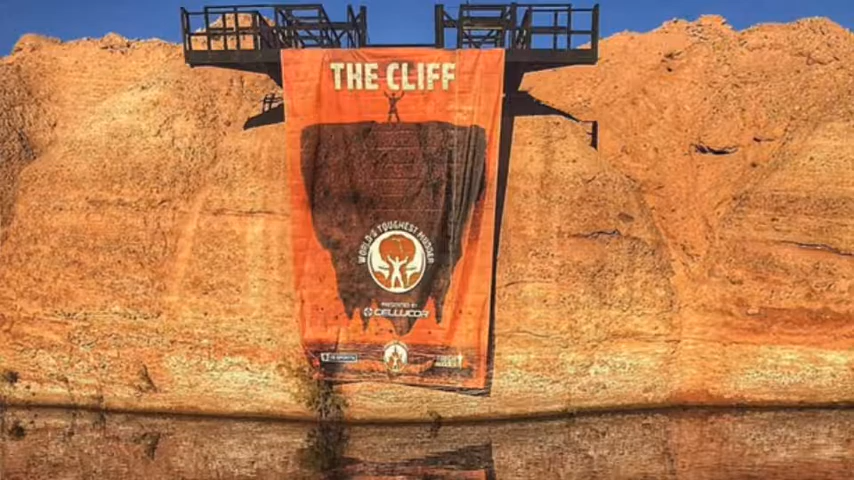 THE CLIFF
WORLD'S TOUGHEST MUDDER
PRESENTED BY
CELLUCOR